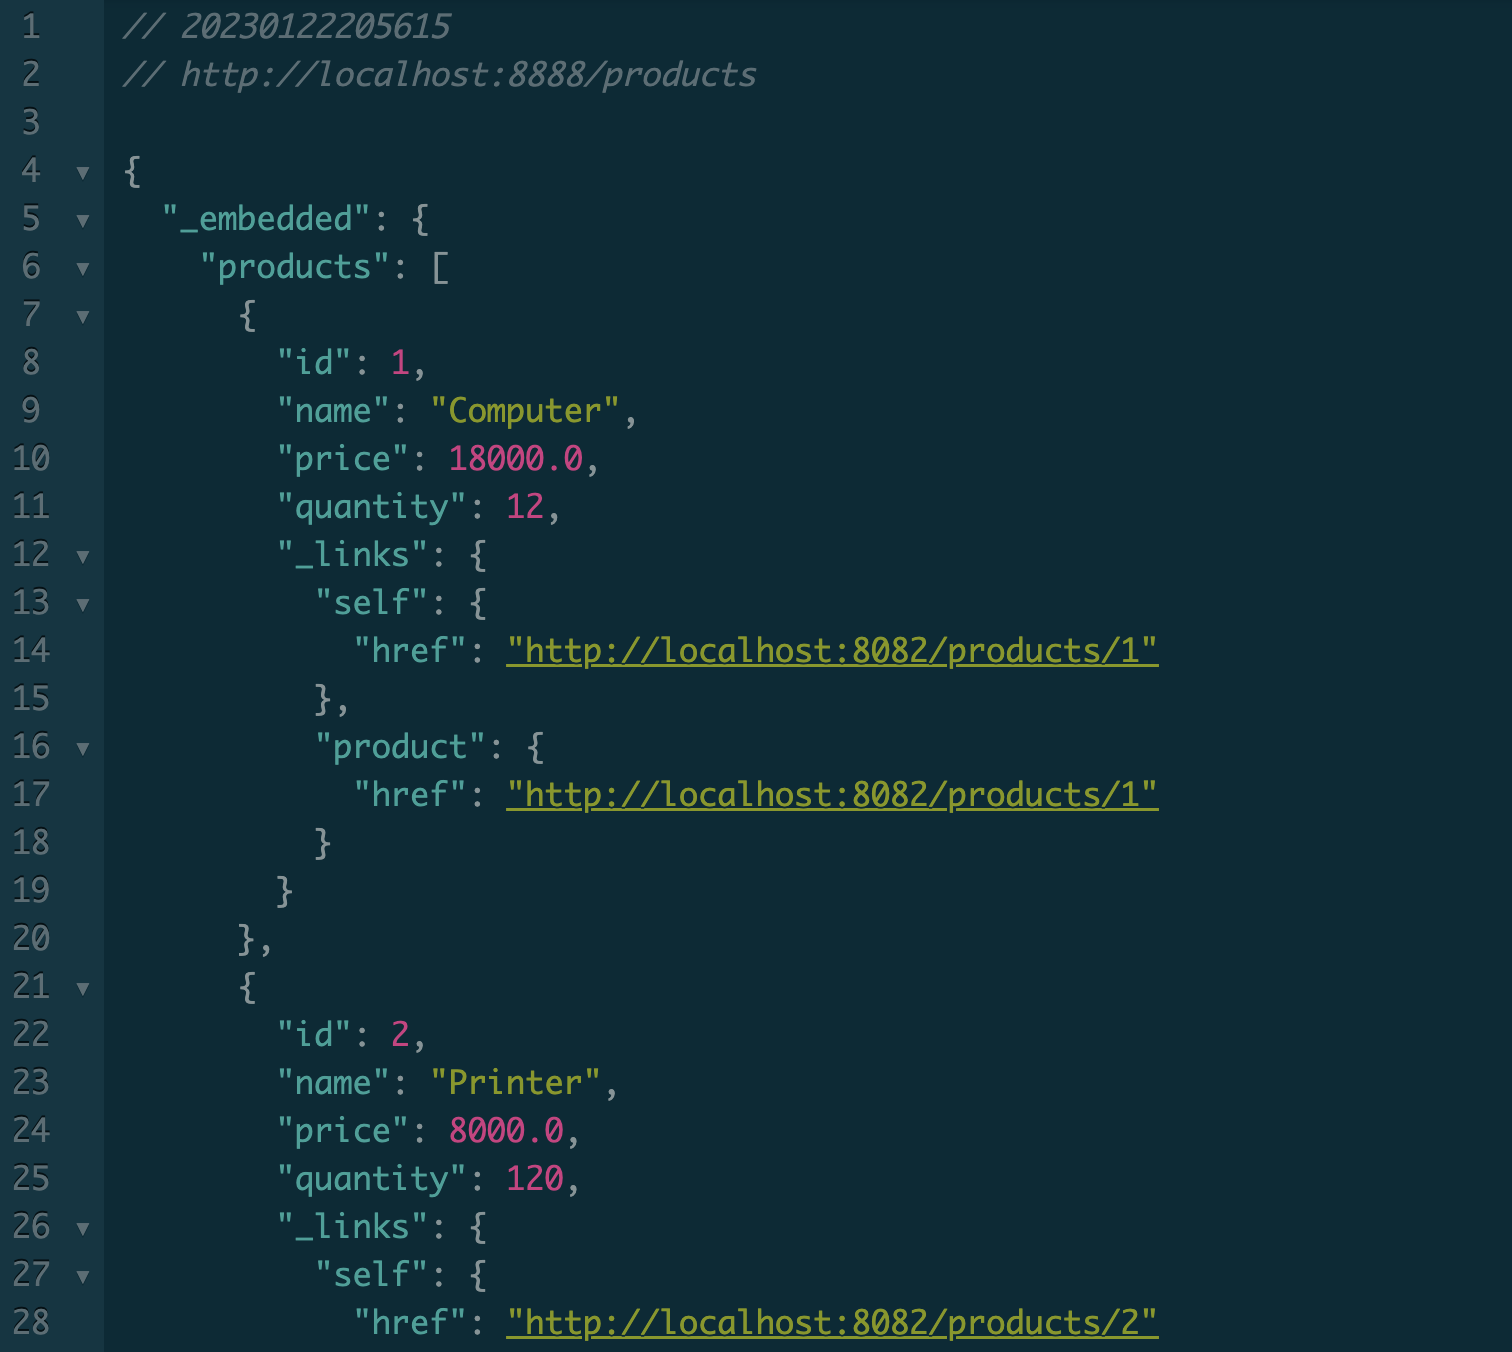 1 // 20230122205615
2 // http://localhost:8888/products
3
4 {
5   "_embedded": {
6     "products": [
7       {
8         "id": 1,
9         "name": "Computer",
10         "price": 18000.0,
11         "quantity": 12,
12         "_links": {
13           "self": {
14             "href": "http://localhost:8082/products/1"
15           },
16           "product": {
17             "href": "http://localhost:8082/products/1"
18           }
19         }
20       },
21       {
22         "id": 2,
23         "name": "Printer",
24         "price": 8000.0,
25         "quantity": 120,
26         "_links": {
27           "self": {
28             "href": "http://localhost:8082/products/2"